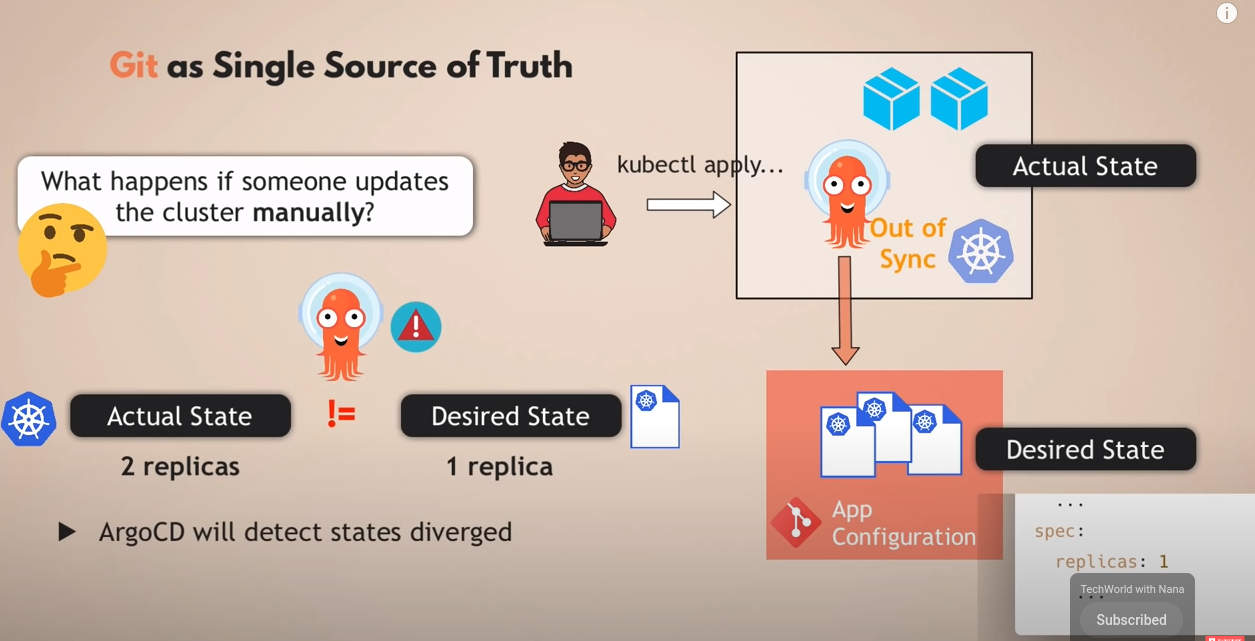 Git as Single Source of Truth
What happens if someone updates
the cluster manually?
kubectl apply...
Actual State
Out of
Sync
Actual State
!=
Desired State
2 replicas
1 replica
▶ ArgoCD will detect states diverged
Desired State
App
Configuration
...
spec:
replicas: 1
...
TechWorld with Nana
Subscribed